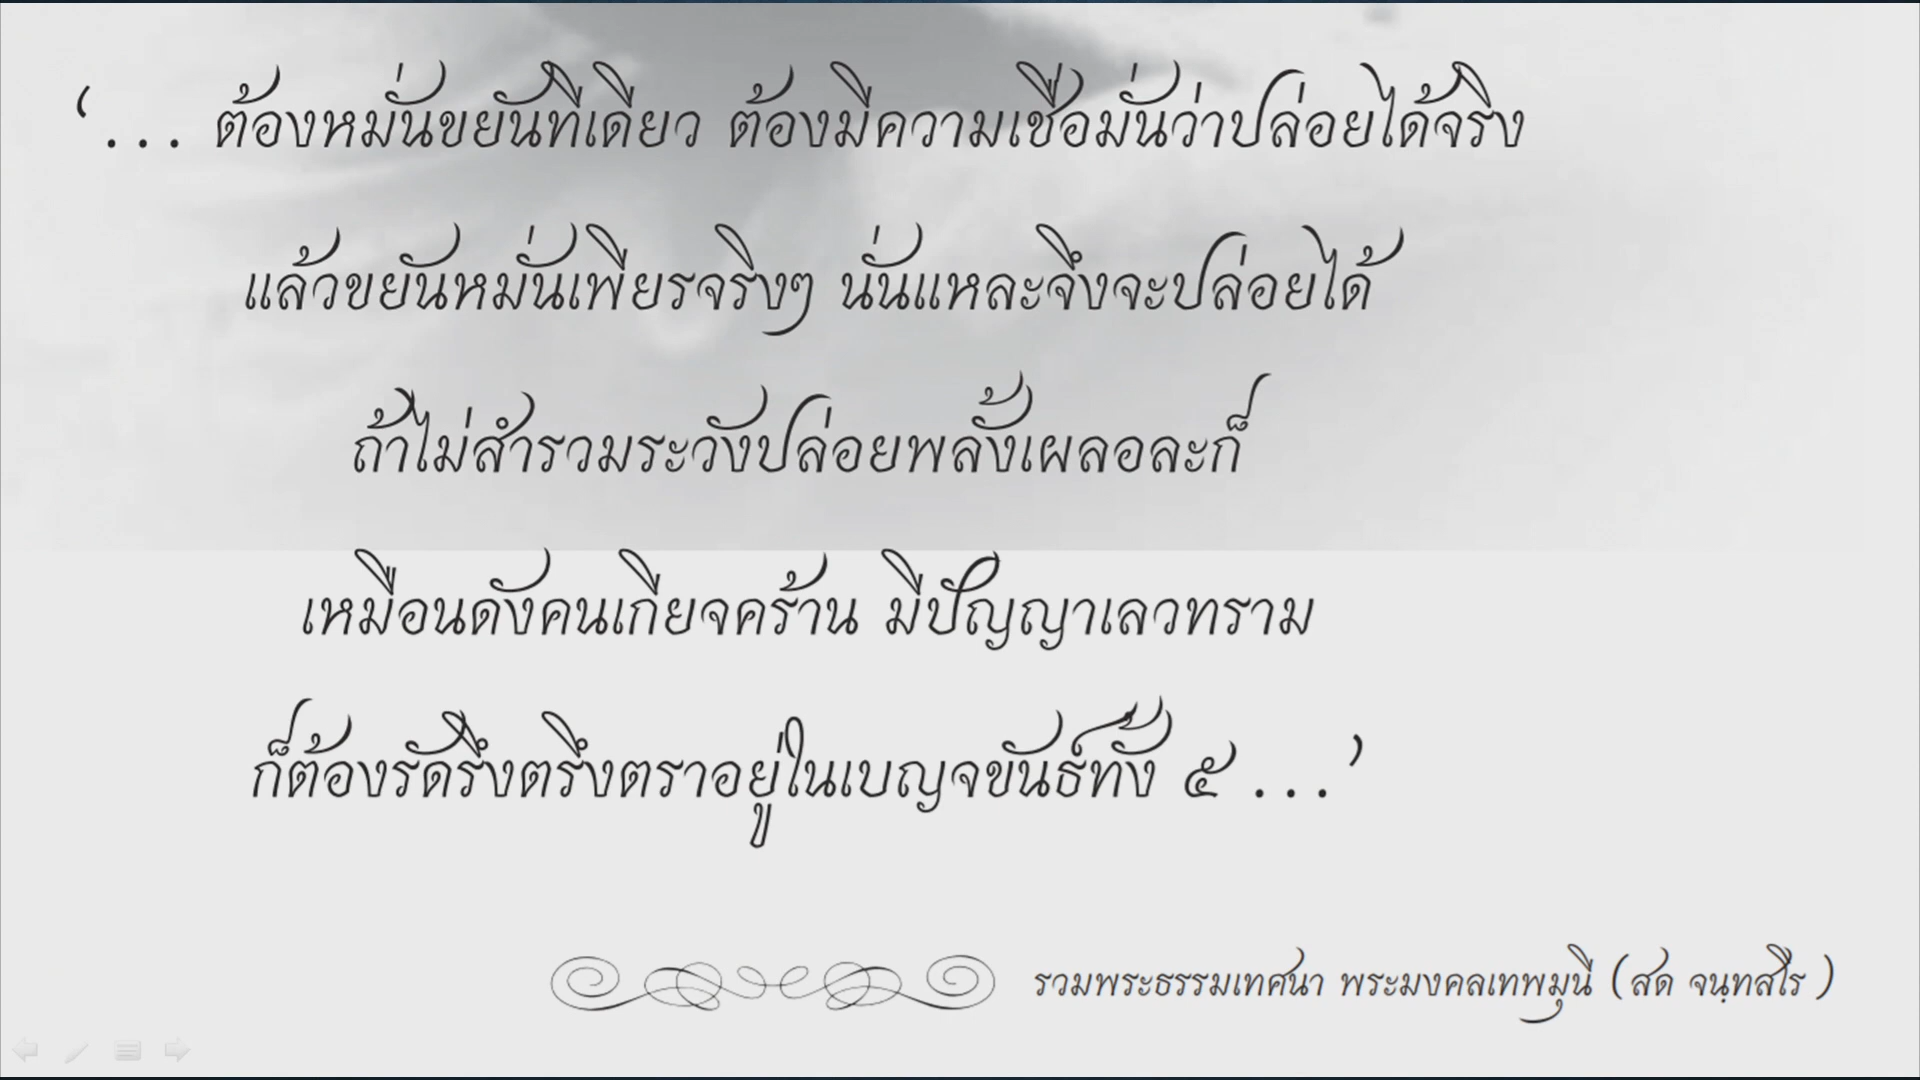 ‘... ต้องหมั่นขยันทีเดียว ต้องมีความเชื่อมั่นว่าปล่อยได้จริง
แล้วขยันหมั่นเพียรจริงๆ นั่นแหละจึงจะปล่อยได้
ถ้าไม่สำรวมระวังปล่อยพลั้งเผลอละก็
เหมือนดังคนเกียจคร้าน มีปัญญาเลวทราม
ก็ต้องรัดรึงตรึงตราอยู่ในเบญจขันธ์ทั้ง ๕ ...’
รวมพระธรรมเทศนา พระมงคลเทพมุนี (สด จนฺทสโร )